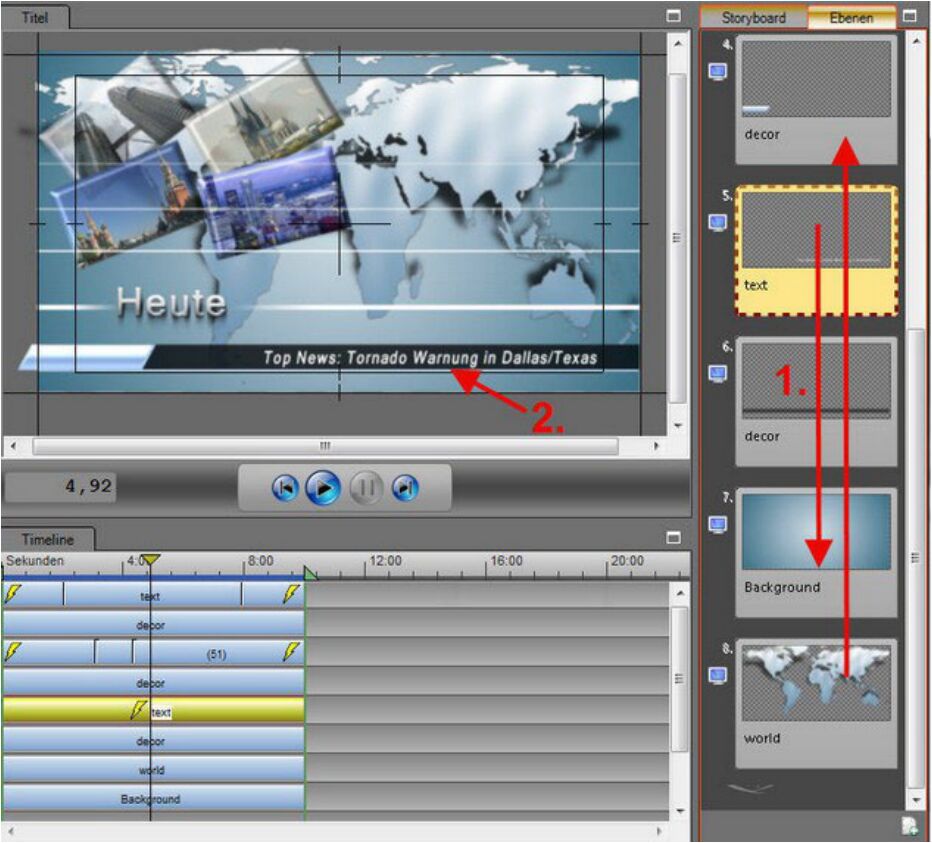 Titel
Heute
Top News: Tornado Warnung in Dallas/Texas
2.
4,92
Timeline
Sekunden 4:0 8:00 12:00 16:00 20:00
text
decor
(51)
decor
text
decor
world
Background
Storyboard Ebenen
4.
decor
5.
text
6.
1.
decor
7.
Background
8.
world